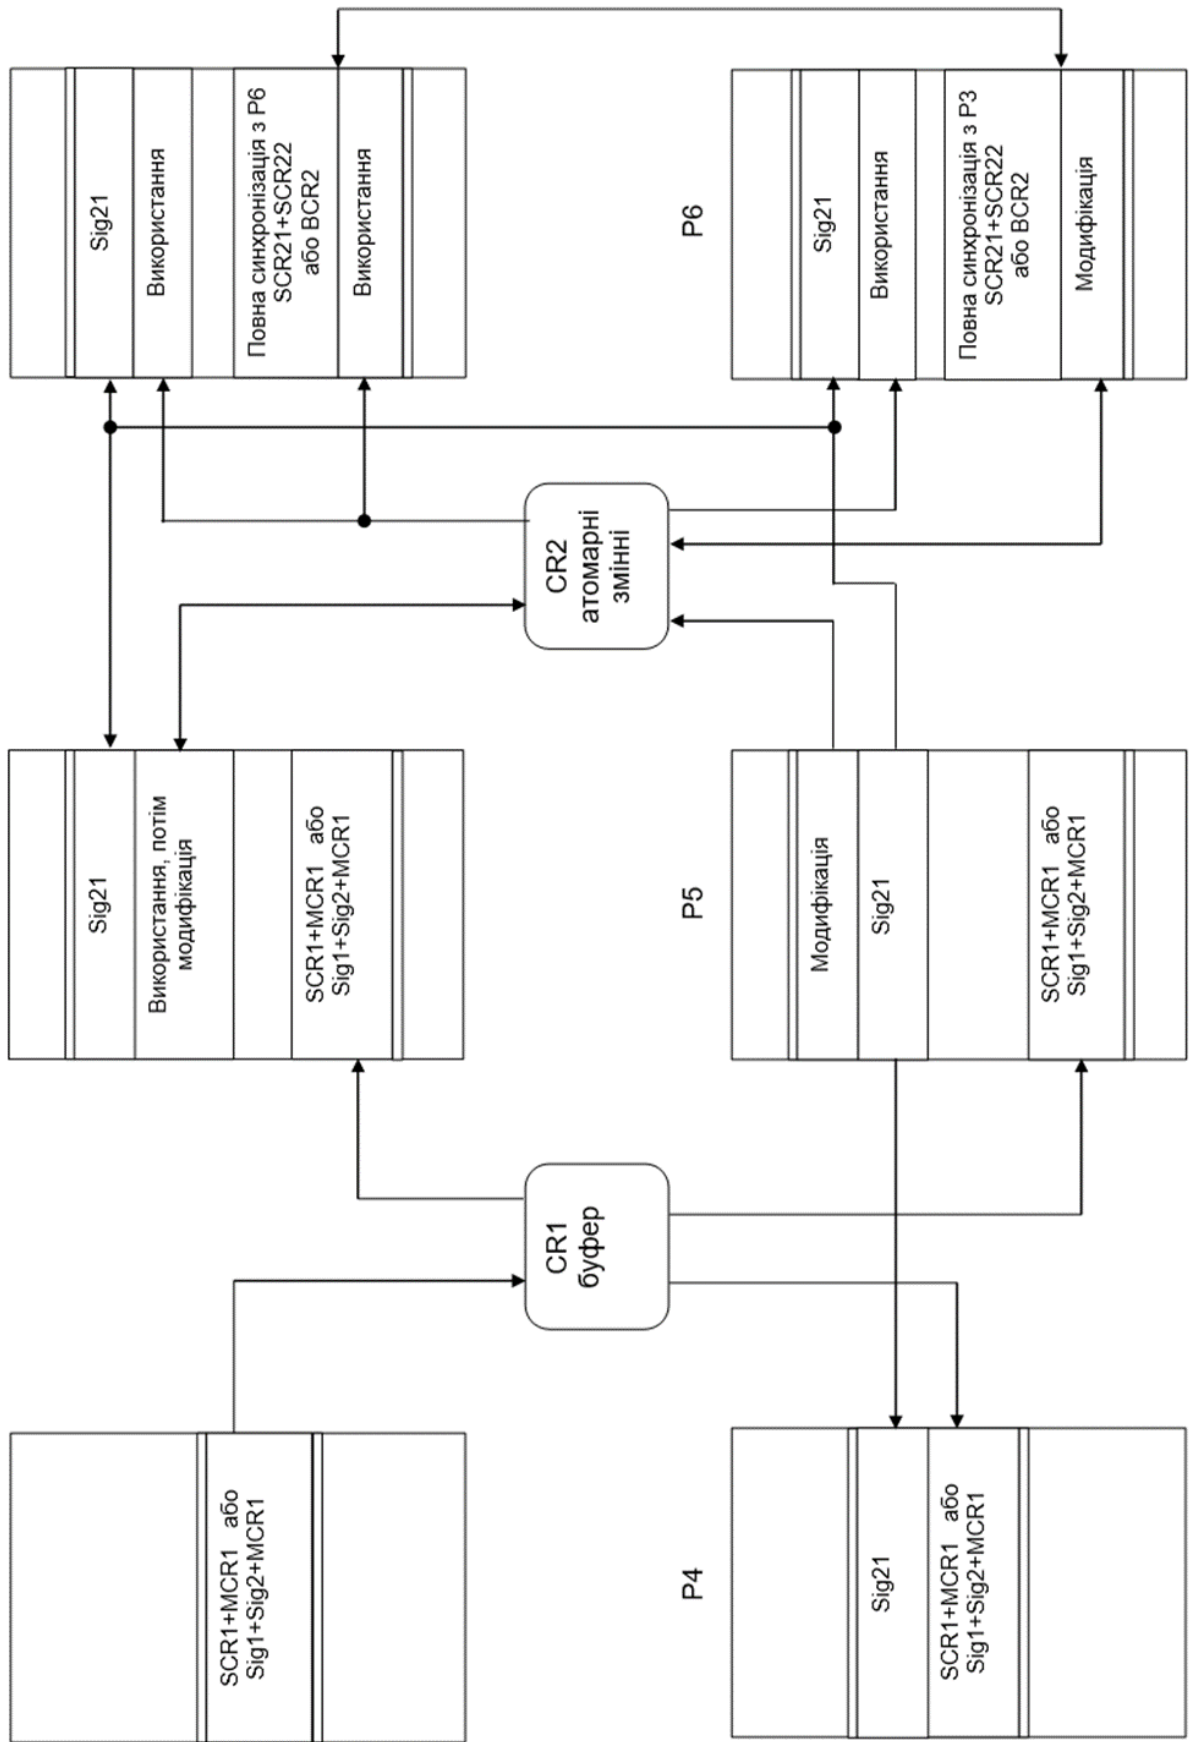 SCR1+MCR1 або
Sig1+Sig2+MCR1
Sig21
Використання, потім
модифікація
SCR1+MCR1 або
Sig1+Sig2+MCR1
Sig21
Використання
Повна синхронізація з P6
SCR21+SCR22
або BCR2
Використання
CR1
буфер
CR2
атомарні
змінні
P4
P5
P6
Sig21
SCR1+MCR1 або
Sig1+Sig2+MCR1
Модифікація
Sig21
SCR1+MCR1 або
Sig1+Sig2+MCR1
Sig21
Використання
Повна синхронізація з P3
SCR21+SCR22
або BCR2
Модифікація